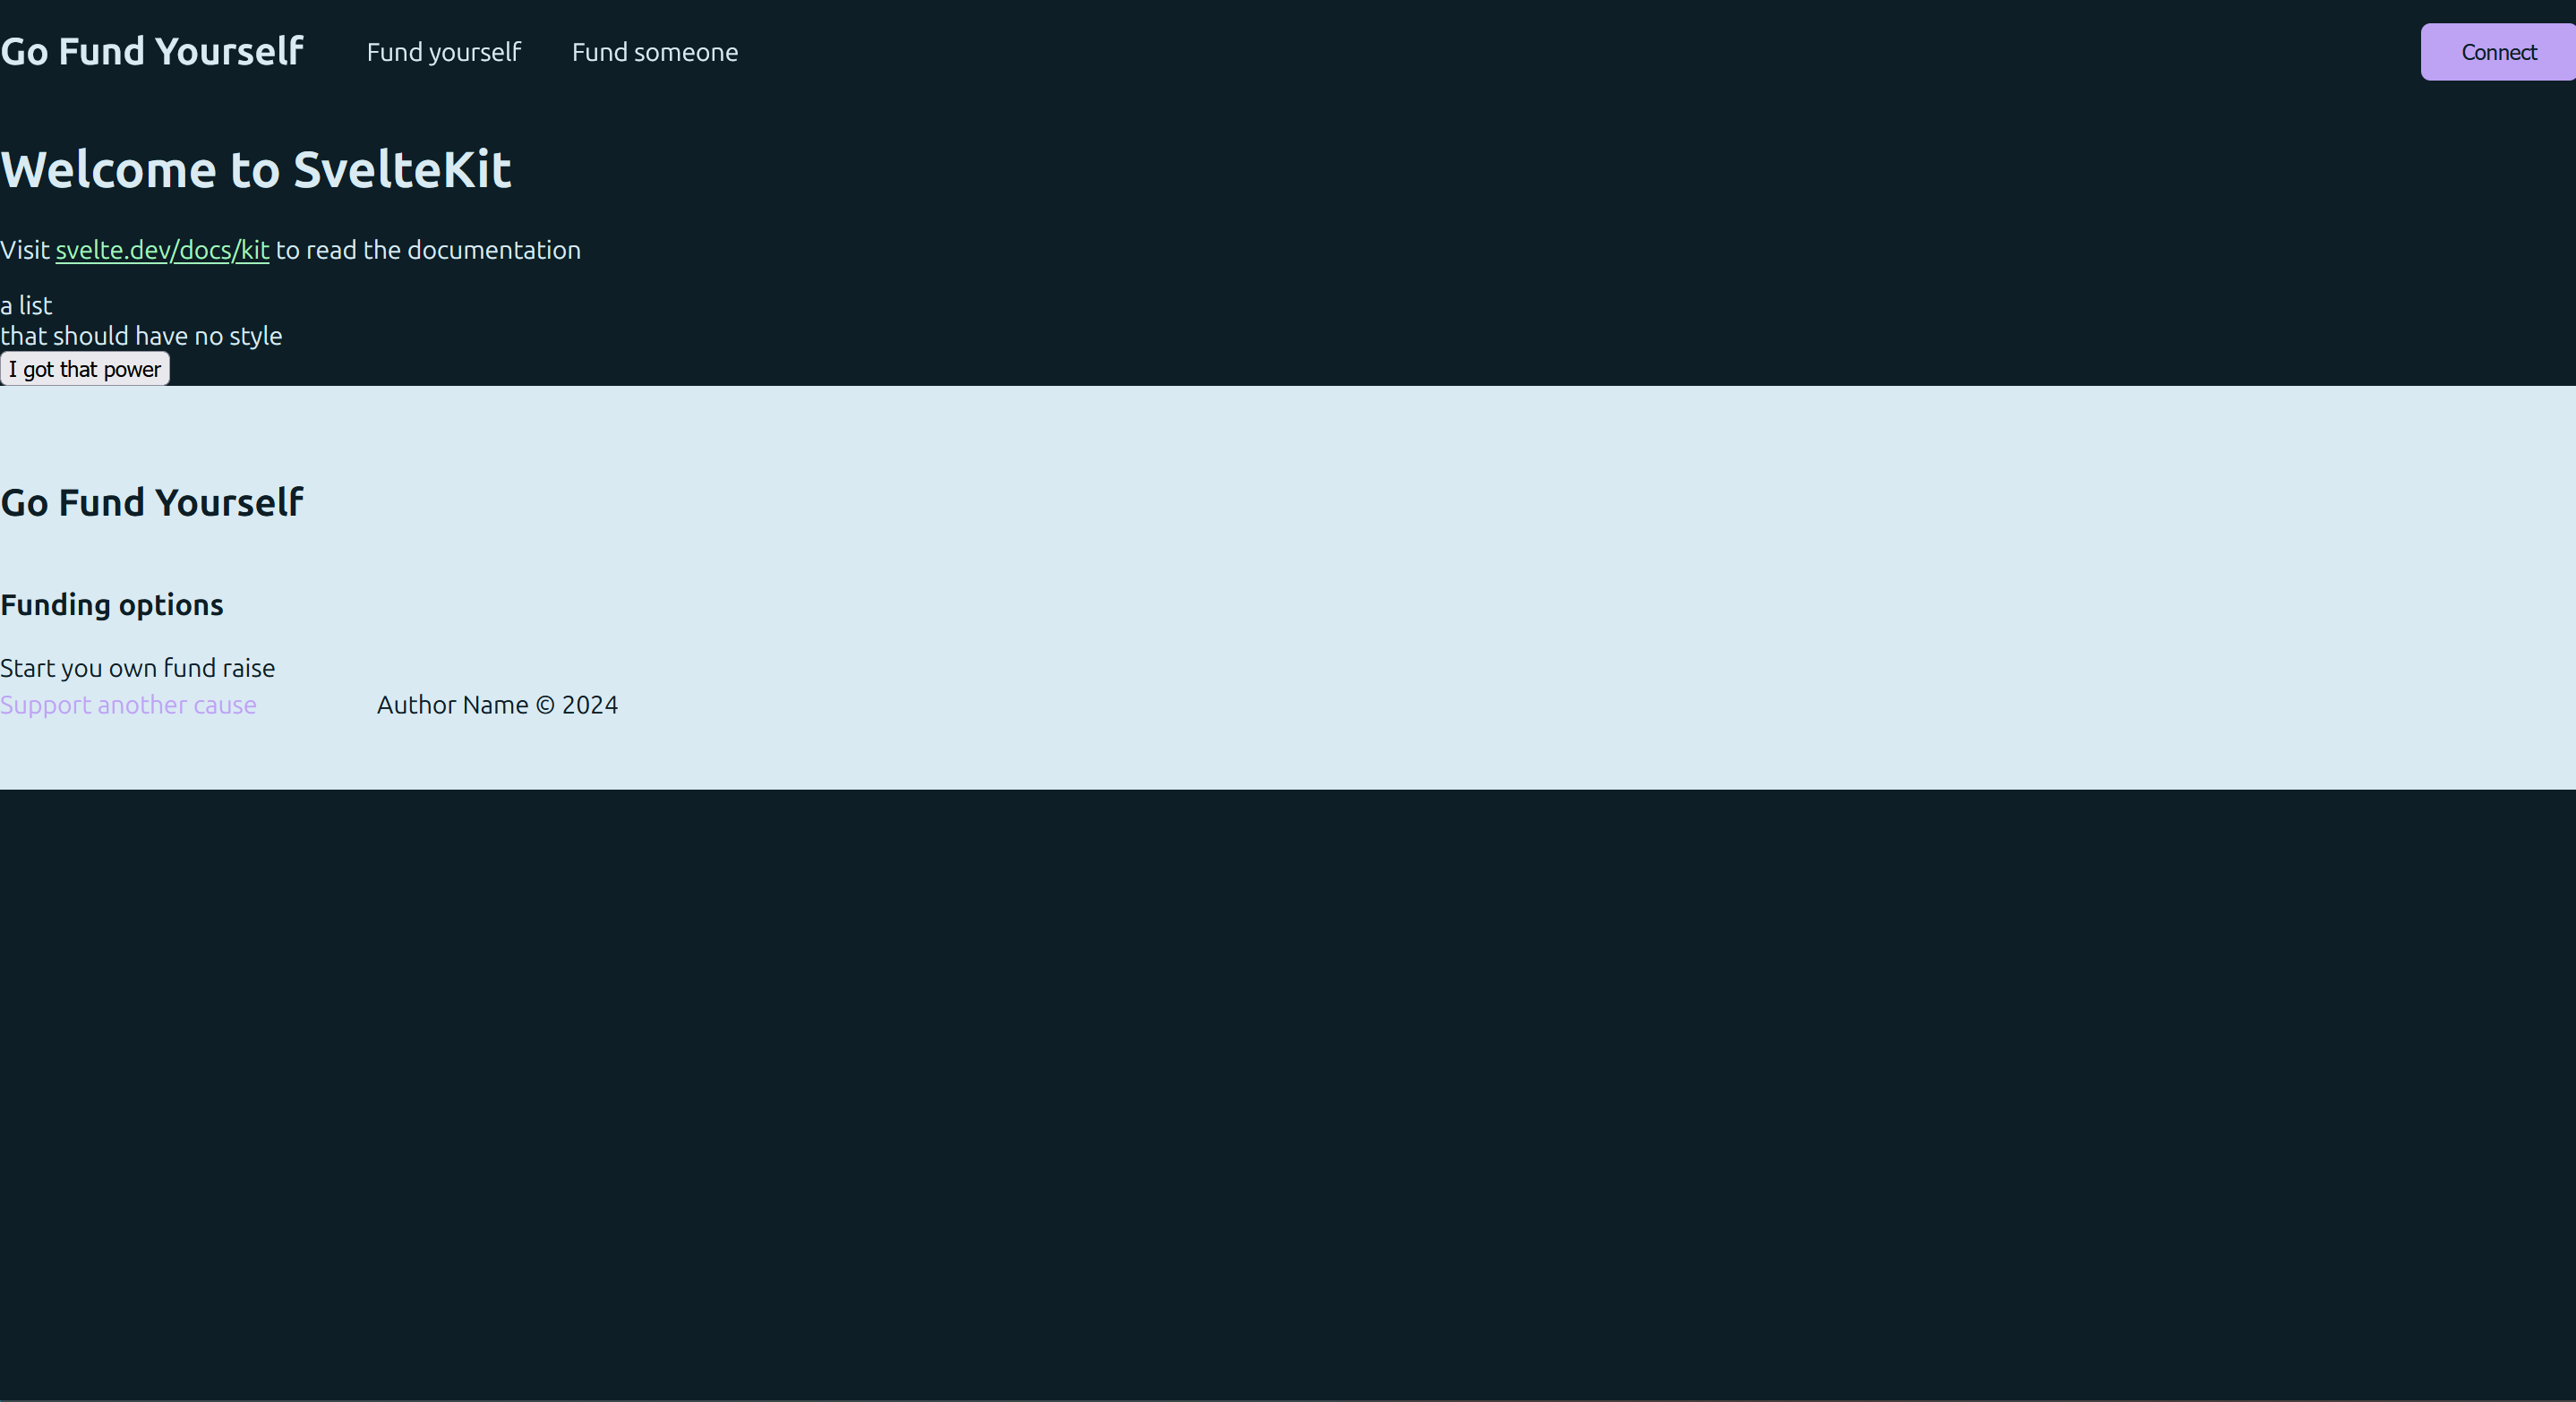 Go Fund Yourself Fund yourself Fund someone Connect
Welcome to SvelteKit
Visit svelte.dev/docs/kit to read the documentation
a list
that should have no style
I got that power
Go Fund Yourself
Funding options
Start you own fund raise
Support another cause Author Name © 2024